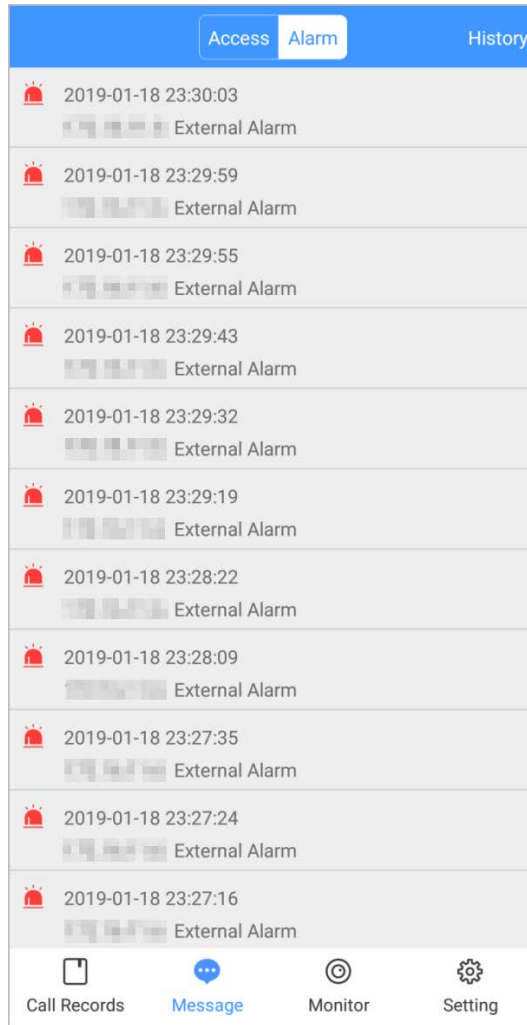 Access Alarm History
2019-01-18 23:30:03
External Alarm
2019-01-18 23:29:59
External Alarm
2019-01-18 23:29:55
External Alarm
2019-01-18 23:29:43
External Alarm
2019-01-18 23:29:32
External Alarm
2019-01-18 23:29:19
External Alarm
2019-01-18 23:28:22
External Alarm
2019-01-18 23:28:09
External Alarm
2019-01-18 23:27:35
External Alarm
2019-01-18 23:27:24
External Alarm
2019-01-18 23:27:16
External Alarm
Call Records Message Monitor Setting